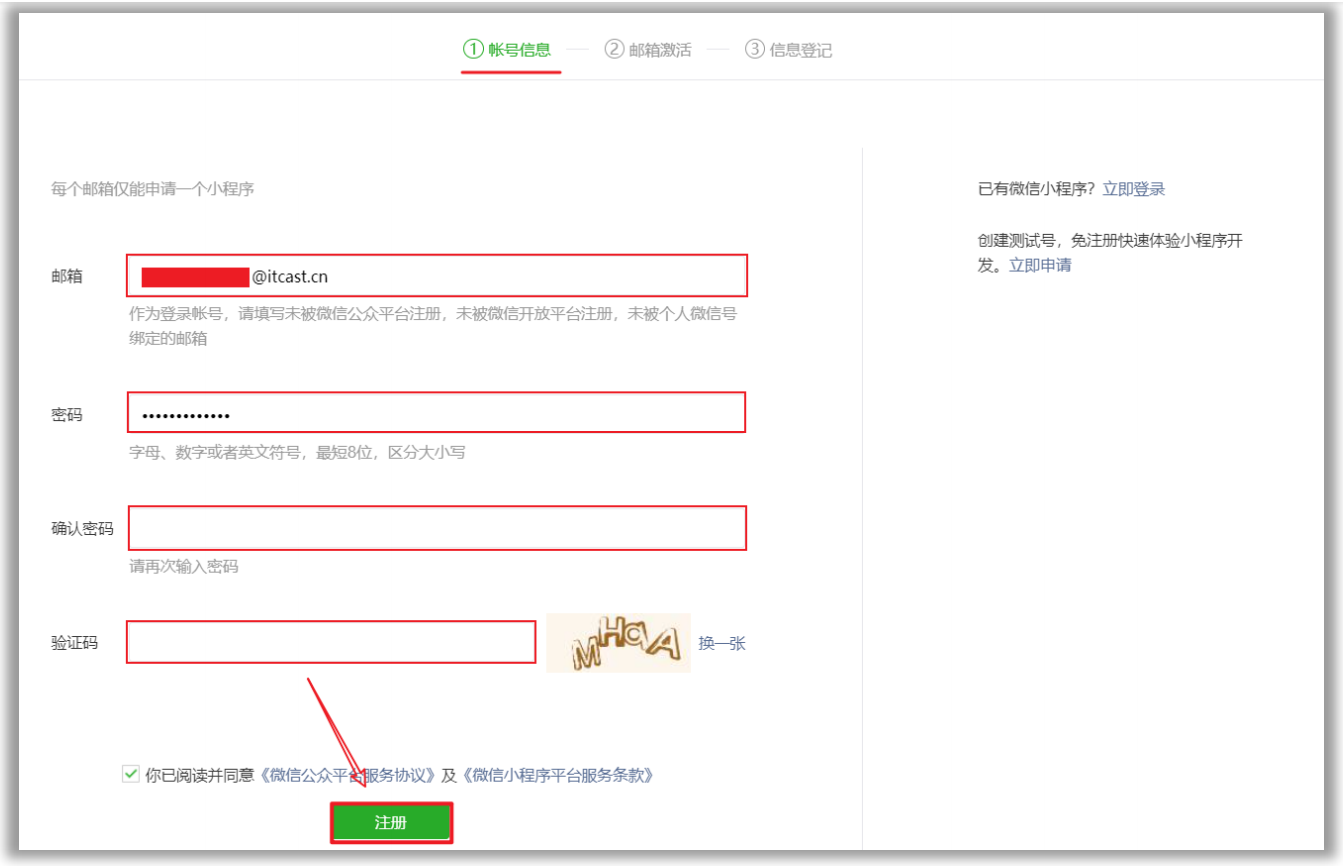 ① 帐号信息 — ② 邮箱激活 — ③ 信息登记
每个邮箱仅能申请一个小程序
已有微信小程序？立即登录
创建测试号，免注册快速体验小程序开
发。立即申请
邮箱
@itcast.cn
作为登录帐号，请填写未被微信公众平台注册，未被微信开放平台注册，未被个人微信号
绑定的邮箱
密码
•••••••••••••
字母、数字或者英文符号，最短8位，区分大小写
确认密码
请再次输入密码
验证码
MHavA
换一张
你已阅读并同意《微信公众平台服务协议》及《微信小程序平台服务条款》
注册